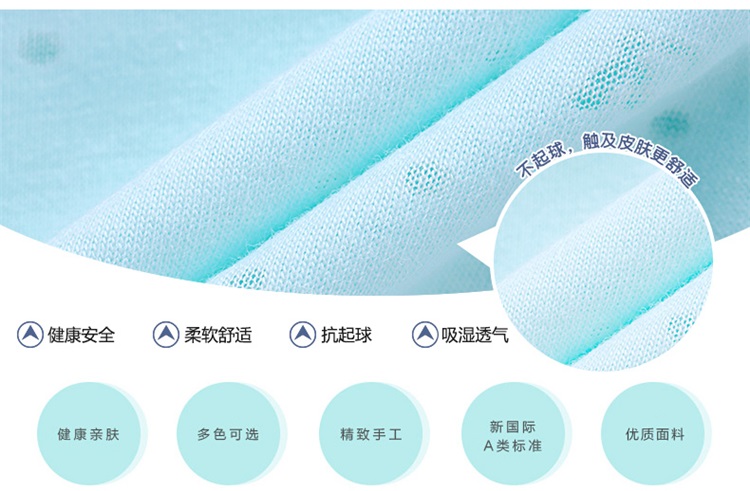 不起球，触及皮肤更舒适
健康安全
柔软舒适
抗起球
吸湿透气
健康亲肤
多色可选
精致手工
新国际
A类标准
优质面料